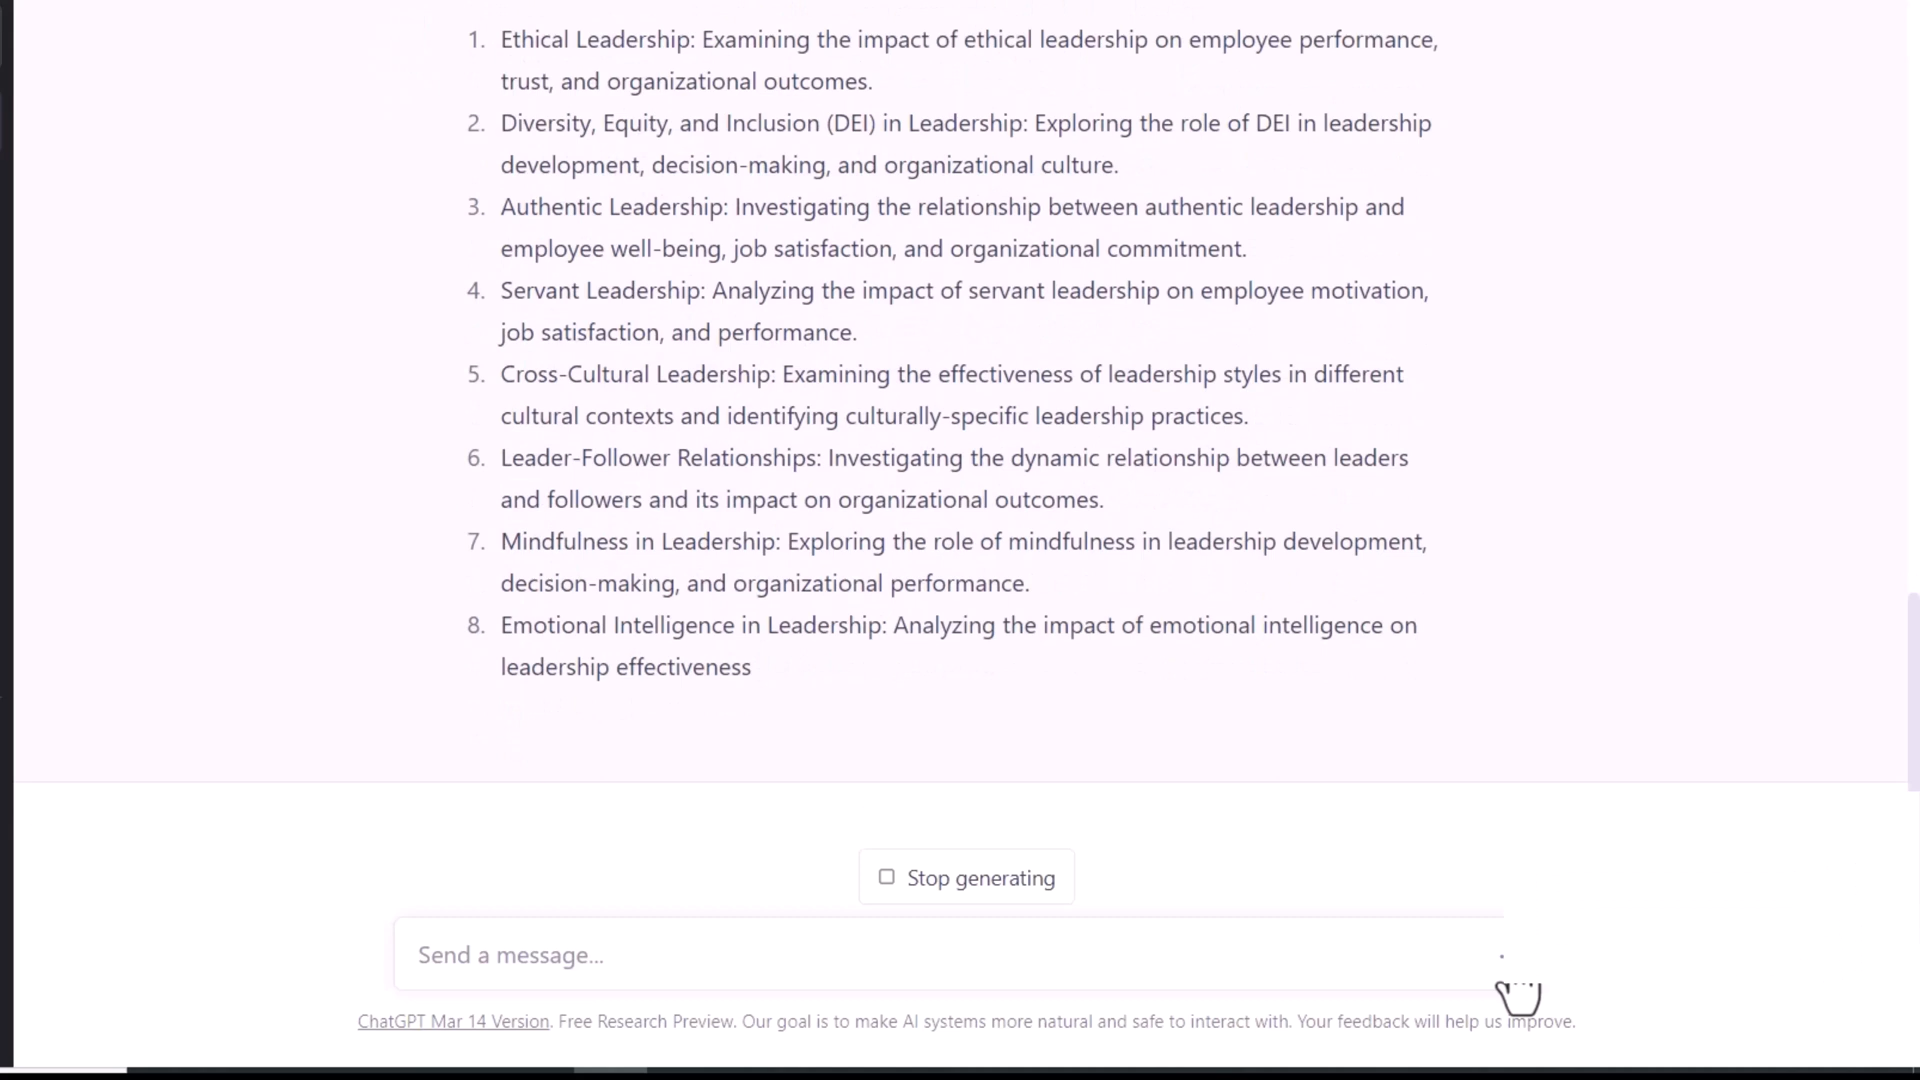 1. Ethical Leadership: Examining the impact of ethical leadership on employee performance,
trust, and organizational outcomes.
2. Diversity, Equity, and Inclusion (DEI) in Leadership: Exploring the role of DEI in leadership
development, decision-making, and organizational culture.
3. Authentic Leadership: Investigating the relationship between authentic leadership and
employee well-being, job satisfaction, and organizational commitment.
4. Servant Leadership: Analyzing the impact of servant leadership on employee motivation,
job satisfaction, and performance.
5. Cross-Cultural Leadership: Examining the effectiveness of leadership styles in different
cultural contexts and identifying culturally-specific leadership practices.
6. Leader-Follower Relationships: Investigating the dynamic relationship between leaders
and followers and its impact on organizational outcomes.
7. Mindfulness in Leadership: Exploring the role of mindfulness in leadership development,
decision-making, and organizational performance.
8. Emotional Intelligence in Leadership: Analyzing the impact of emotional intelligence on
leadership effectiveness
Stop generating
Send a message...
ChatGPT Mar 14 Version. Free Research Preview. Our goal is to make AI systems more natural and safe to interact with. Your feedback will help us improve.